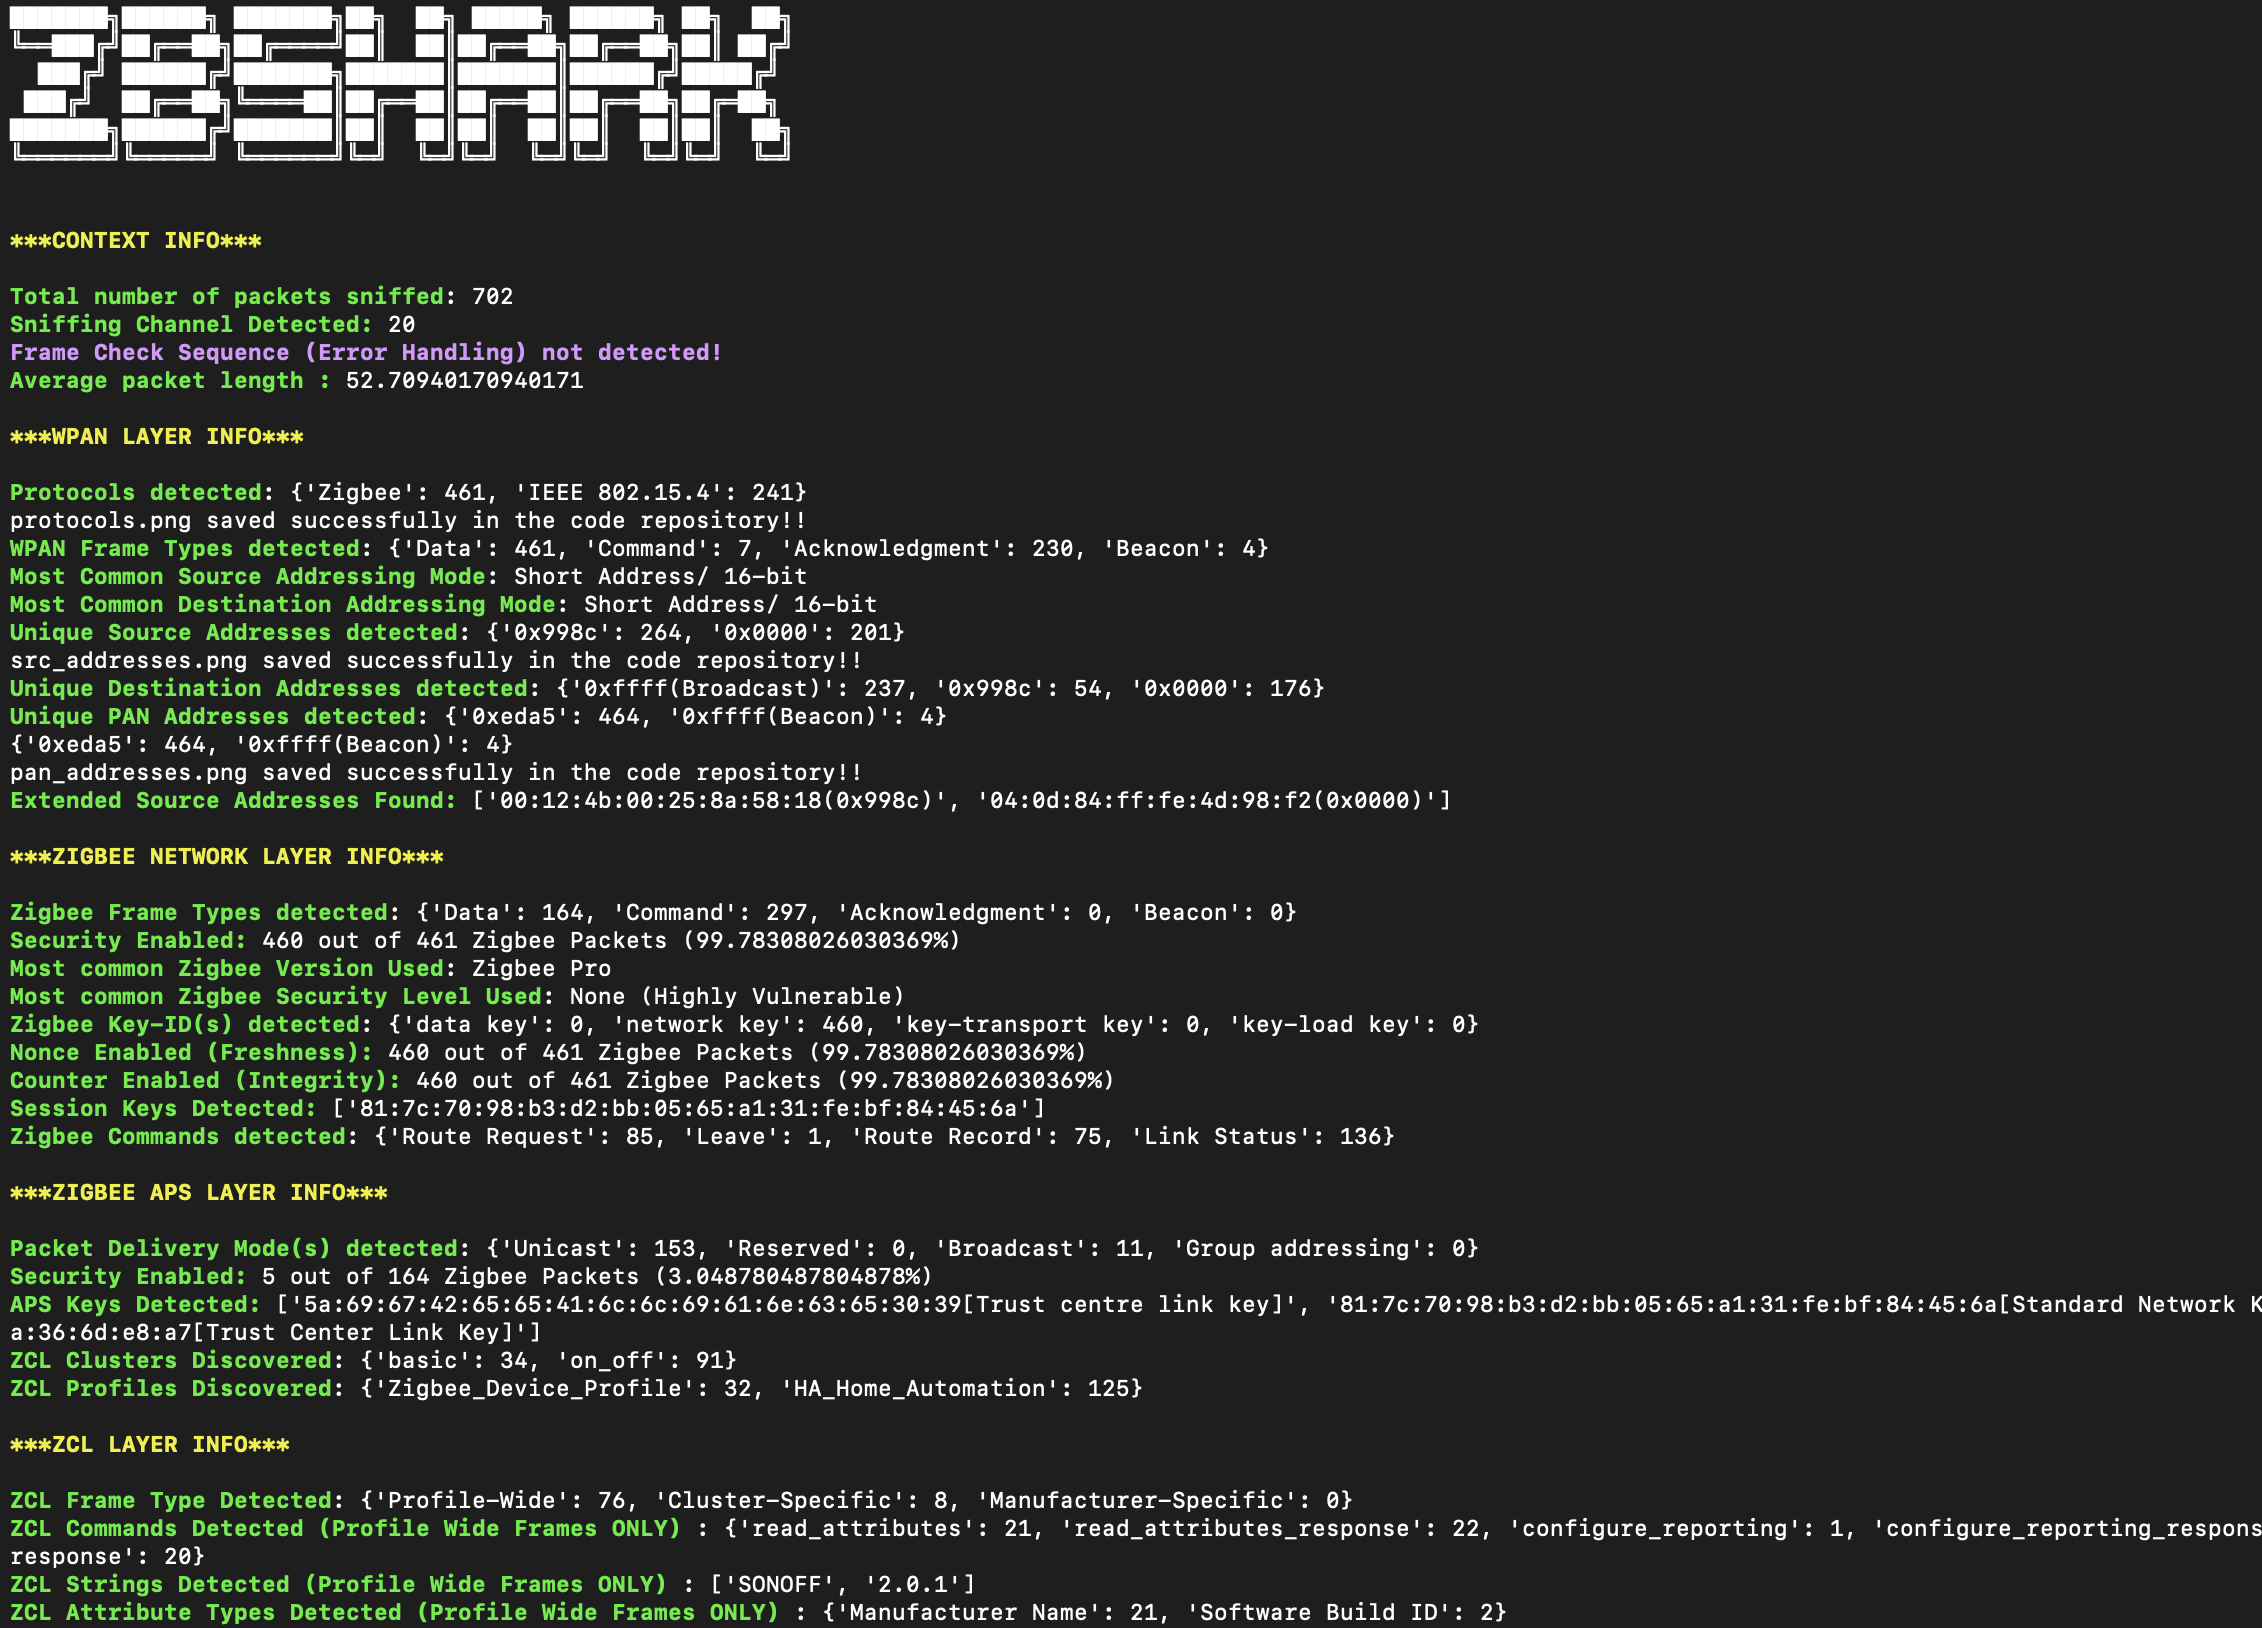 ZBSHARK
***CONTEXT INFO***
Total number of packets sniffed: 702
Sniffing Channel Detected: 20
Frame Check Sequence (Error Handling) not detected!
Average packet length : 52.70940170940171
***WPAN LAYER INFO***
Protocols detected: {'Zigbee': 461, 'IEEE 802.15.4': 241}
protocols.png saved successfully in the code repository!!
WPAN Frame Types detected: {'Data': 461, 'Command': 7, 'Acknowledgment': 230, 'Beacon': 4}
Most Common Source Addressing Mode: Short Address/ 16-bit
Most Common Destination Addressing Mode: Short Address/ 16-bit
Unique Source Addresses detected: {'0x998c': 264, '0x0000': 201}
src_addresses.png saved successfully in the code repository!!
Unique Destination Addresses detected: {'0xffff(Broadcast)': 237, '0x998c': 54, '0x0000': 176}
Unique PAN Addresses detected: {'0xeda5': 464, '0xffff(Beacon)': 4}
{'0xeda5': 464, '0xffff(Beacon)': 4}
pan_addresses.png saved successfully in the code repository!!
Extended Source Addresses Found: ['00:12:4b:00:25:8a:58:18(0x998c)', '04:0d:84:ff:fe:4d:98:f2(0x0000)']
***ZIGBEE NETWORK LAYER INFO***
Zigbee Frame Types detected: {'Data': 164, 'Command': 297, 'Acknowledgment': 0, 'Beacon': 0}
Security Enabled: 460 out of 461 Zigbee Packets (99.78308026030369%)
Most common Zigbee Version Used: Zigbee Pro
Most common Zigbee Security Level Used: None (Highly Vulnerable)
Zigbee Key-ID(s) detected: {'data key': 0, 'network key': 460, 'key-transport key': 0, 'key-load key': 0}
Nonce Enabled (Freshness): 460 out of 461 Zigbee Packets (99.78308026030369%)
Counter Enabled (Integrity): 460 out of 461 Zigbee Packets (99.78308026030369%)
Session Keys Detected: ['81:7c:70:98:b3:d2:bb:05:65:a1:31:fe:bf:84:45:6a']
Zigbee Commands detected: {'Route Request': 85, 'Leave': 1, 'Route Record': 75, 'Link Status': 136}
***ZIGBEE APS LAYER INFO***
Packet Delivery Mode(s) detected: {'Unicast': 153, 'Reserved': 0, 'Broadcast': 11, 'Group addressing': 0}
Security Enabled: 5 out of 164 Zigbee Packets (3.048780487804878%)
APS Keys Detected: ['5a:69:67:42:65:65:41:6c:6c:69:61:6e:63:65:30:39[Trust centre link key]', '81:7c:70:98:b3:d2:bb:05:65:a1:31:fe:bf:84:45:6a[Standard Network K
a:36:6d:e8:a7[Trust Center Link Key]']
ZCL Clusters Discovered: {'basic': 34, 'on_off': 91}
ZCL Profiles Discovered: {'Zigbee_Device_Profile': 32, 'HA_Home_Automation': 125}
***ZCL LAYER INFO***
ZCL Frame Type Detected: {'Profile-Wide': 76, 'Cluster-Specific': 8, 'Manufacturer-Specific': 0}
ZCL Commands Detected (Profile Wide Frames ONLY) : {'read_attributes': 21, 'read_attributes_response': 22, 'configure_reporting': 1, 'configure_reporting_respons
response': 20}
ZCL Strings Detected (Profile Wide Frames ONLY) : ['SONOFF', '2.0.1']
ZCL Attribute Types Detected (Profile Wide Frames ONLY) : {'Manufacturer Name': 21, 'Software Build ID': 2}